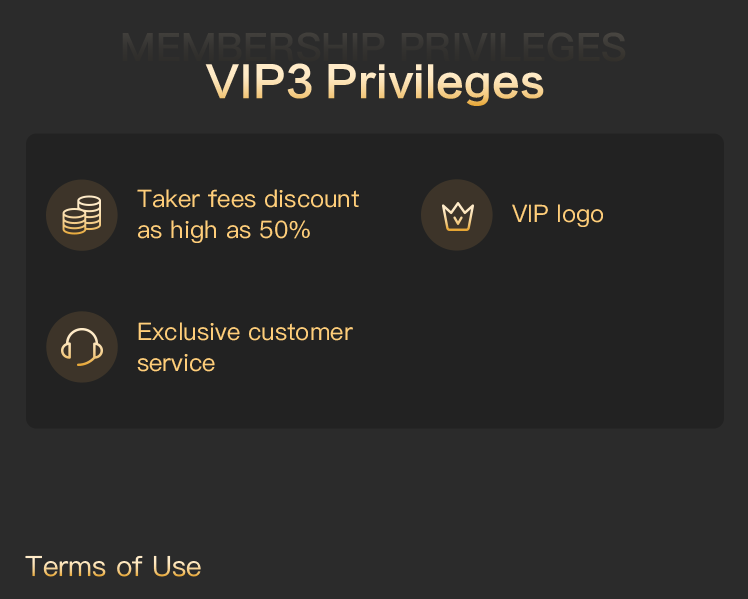 MEMBERSHIP PRIVILEGES
VIP3 Privileges
Taker fees discount
as high as 50%
VIP logo
Exclusive customer
service
Terms of Use